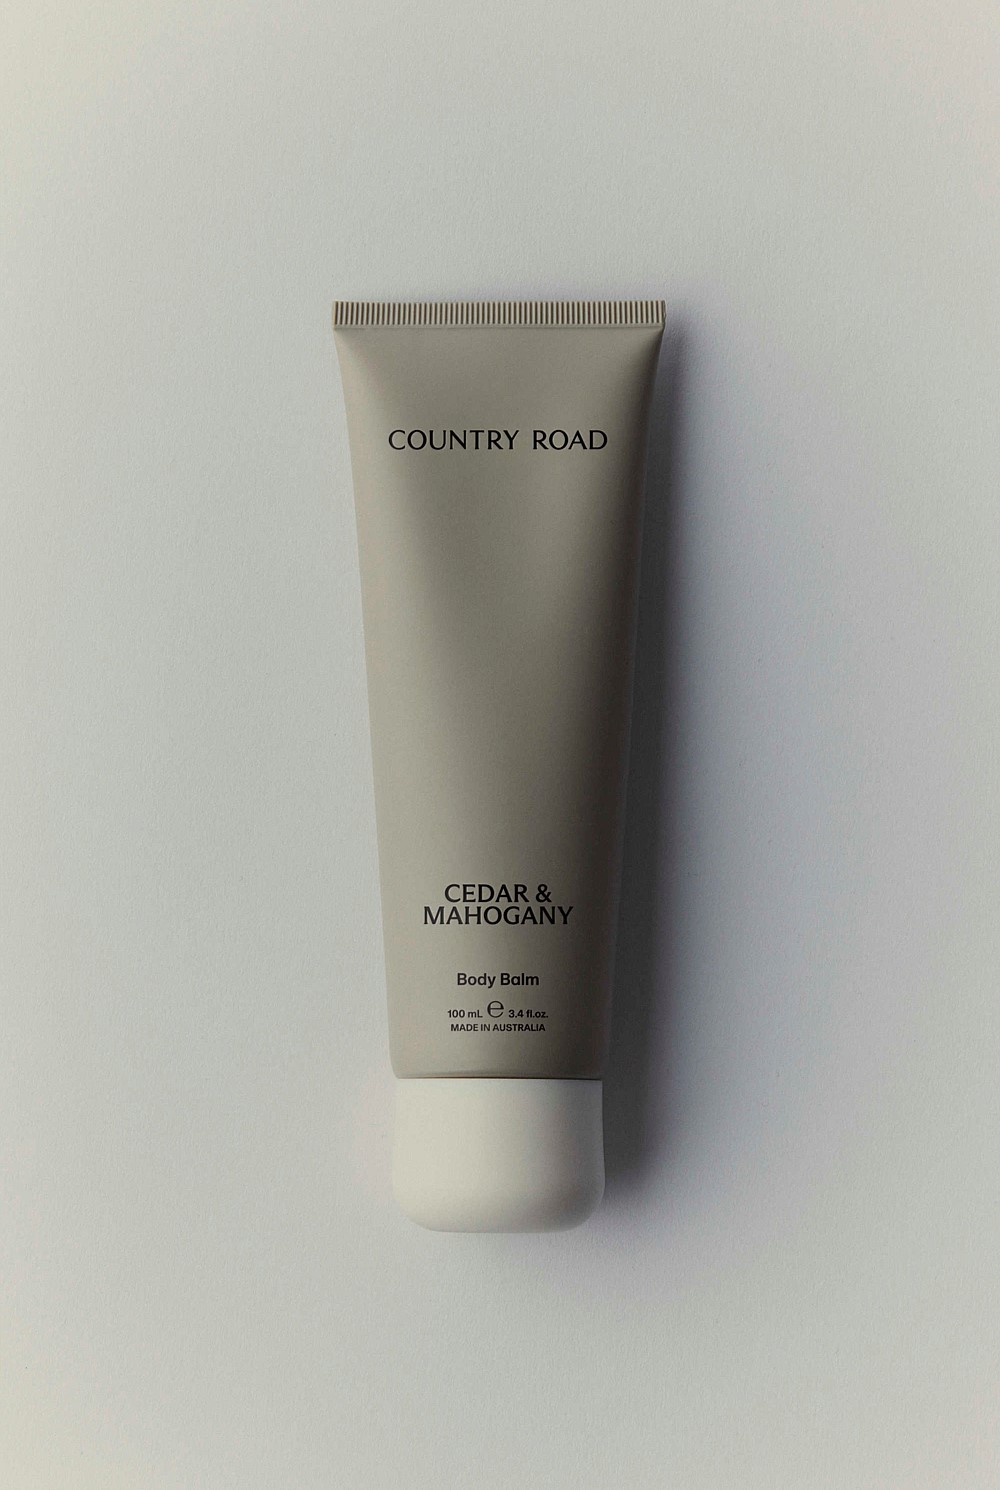 COUNTRY ROAD
CEDAR &
MAHOGANY
Body Balm
100 mL ℮ 3.4 fl.oz.
MADE IN AUSTRALIA